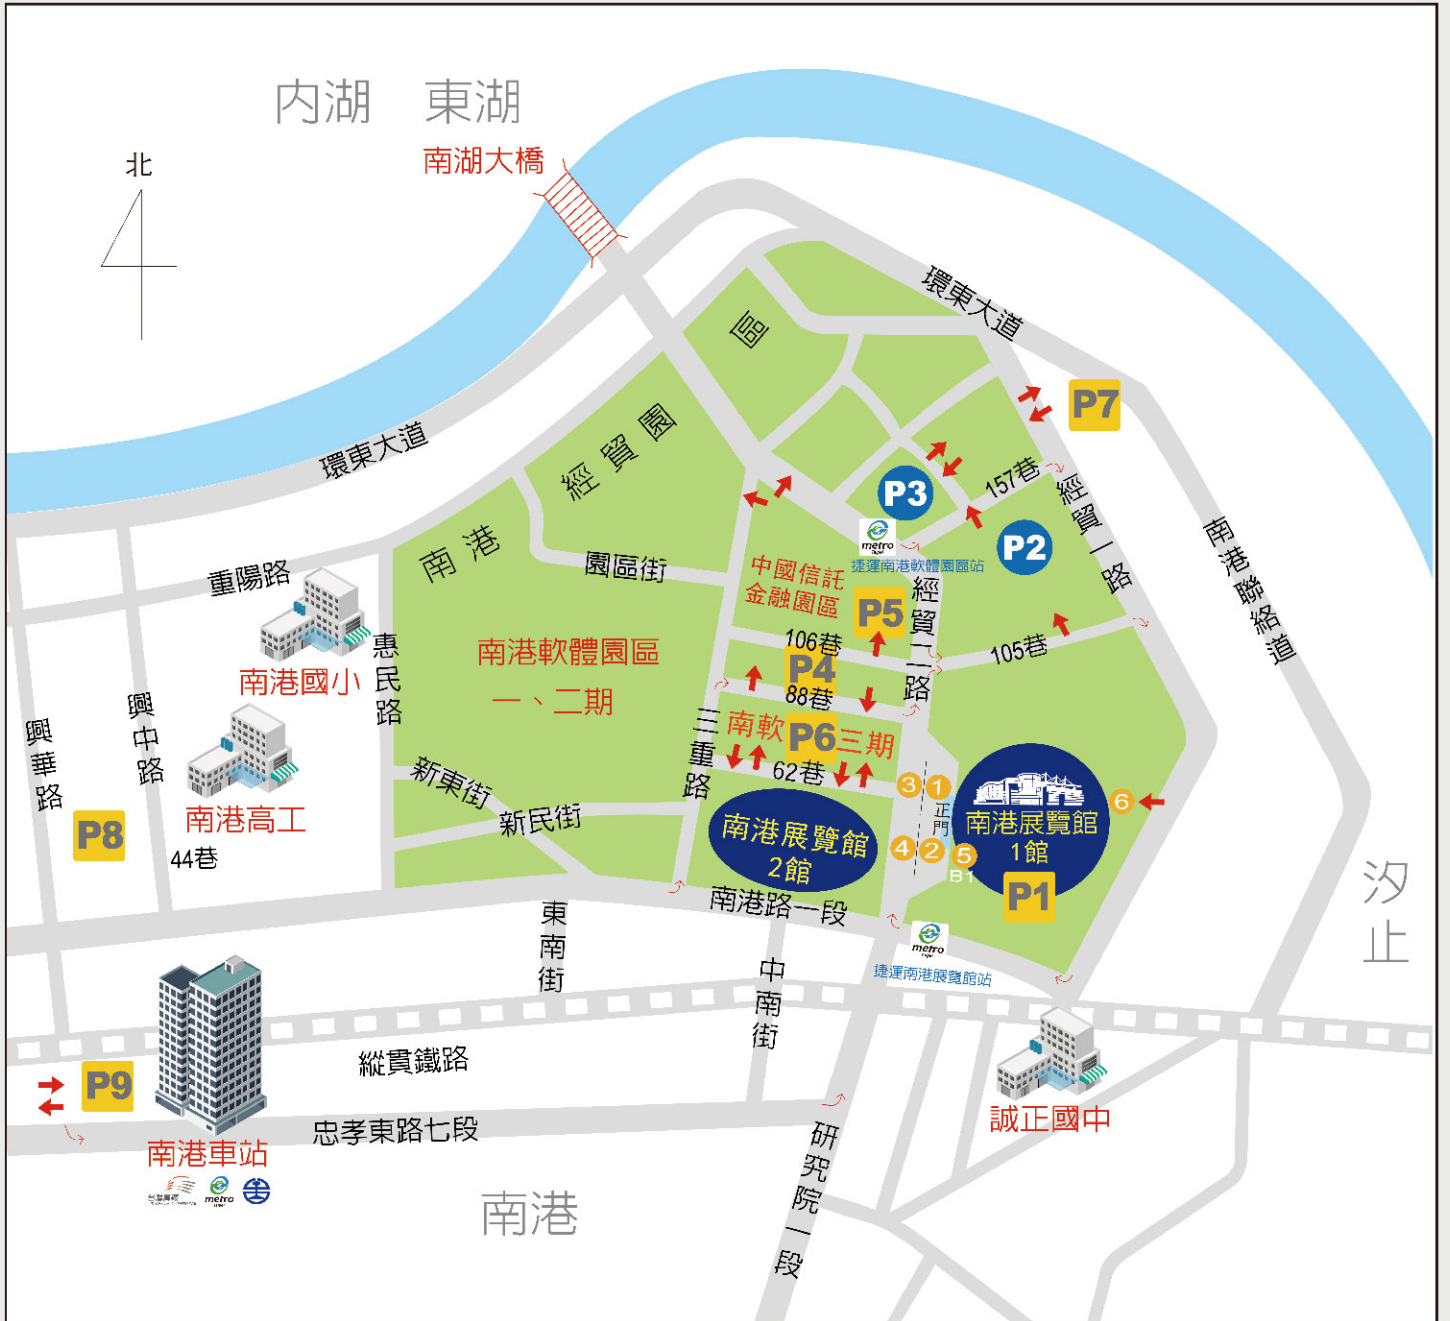 内湖 東湖
南湖大橋
北
環東大道
區
環東大道
經貿園
南港
P7
157巷
P3
metro
捷運南港軟體園區站
P2
經貿一路
南港聯絡道
園區街
重陽路
中國信託
金融園區
P5
經貿二路
106巷
105巷
P4
88巷
南港國小
惠民路
南港軟體園區
一、二期
興中路
興華路
南軟
P6
三期
三重路
62巷
新東街
新民街
南港高工
P8
44巷
3
1
正門
4
2
5
B1
6
南港展覽館
1館
P1
南港展覽館
2館
汐止
南港路一段
metro
捷運南港展覽館站
東南街
中南街
縱貫鐵路
P9
忠孝東路七段
南港車站
台灣高鐵
metro
誠正國中
研究院一段
南港